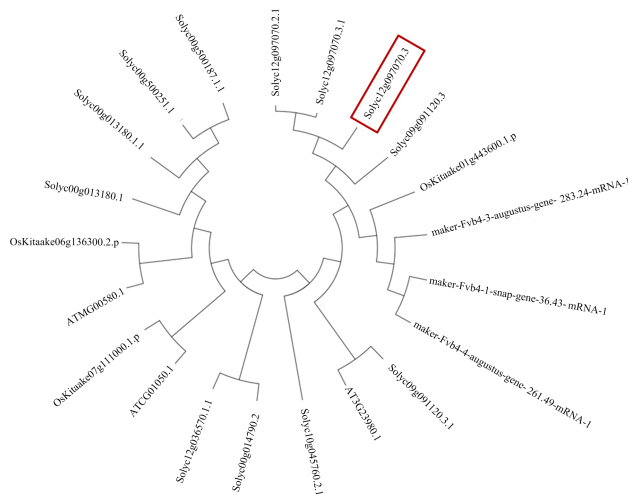 Solyc12g097070.2.1
Solyc12g097070.3.1
Solyc12g097070.3
Solyc09g091120.3
OsKitaake01g443600.1.p
maker-Fvb4-3-augustus-gene- 283.24-mRNA-1
maker-Fvb4-1-snap-gene-36.43- mRNA-1
maker-Fvb4-4-augustus-gene- 261.49-mRNA-1
Solyc09g091120.3.1
AT3G23980.1
Solyc10g045760.2.1
Solyc00g014790.2
Solyc12g036570.1.1
ATCG01050.1
OsKitaake07g111000.1.p
ATMG00580.1
OsKitaake06g136300.2.p
Solyc00g013180.1
Solyc00g013180.1.1
Solyc00g500251.1
Solyc00g500187.1.1